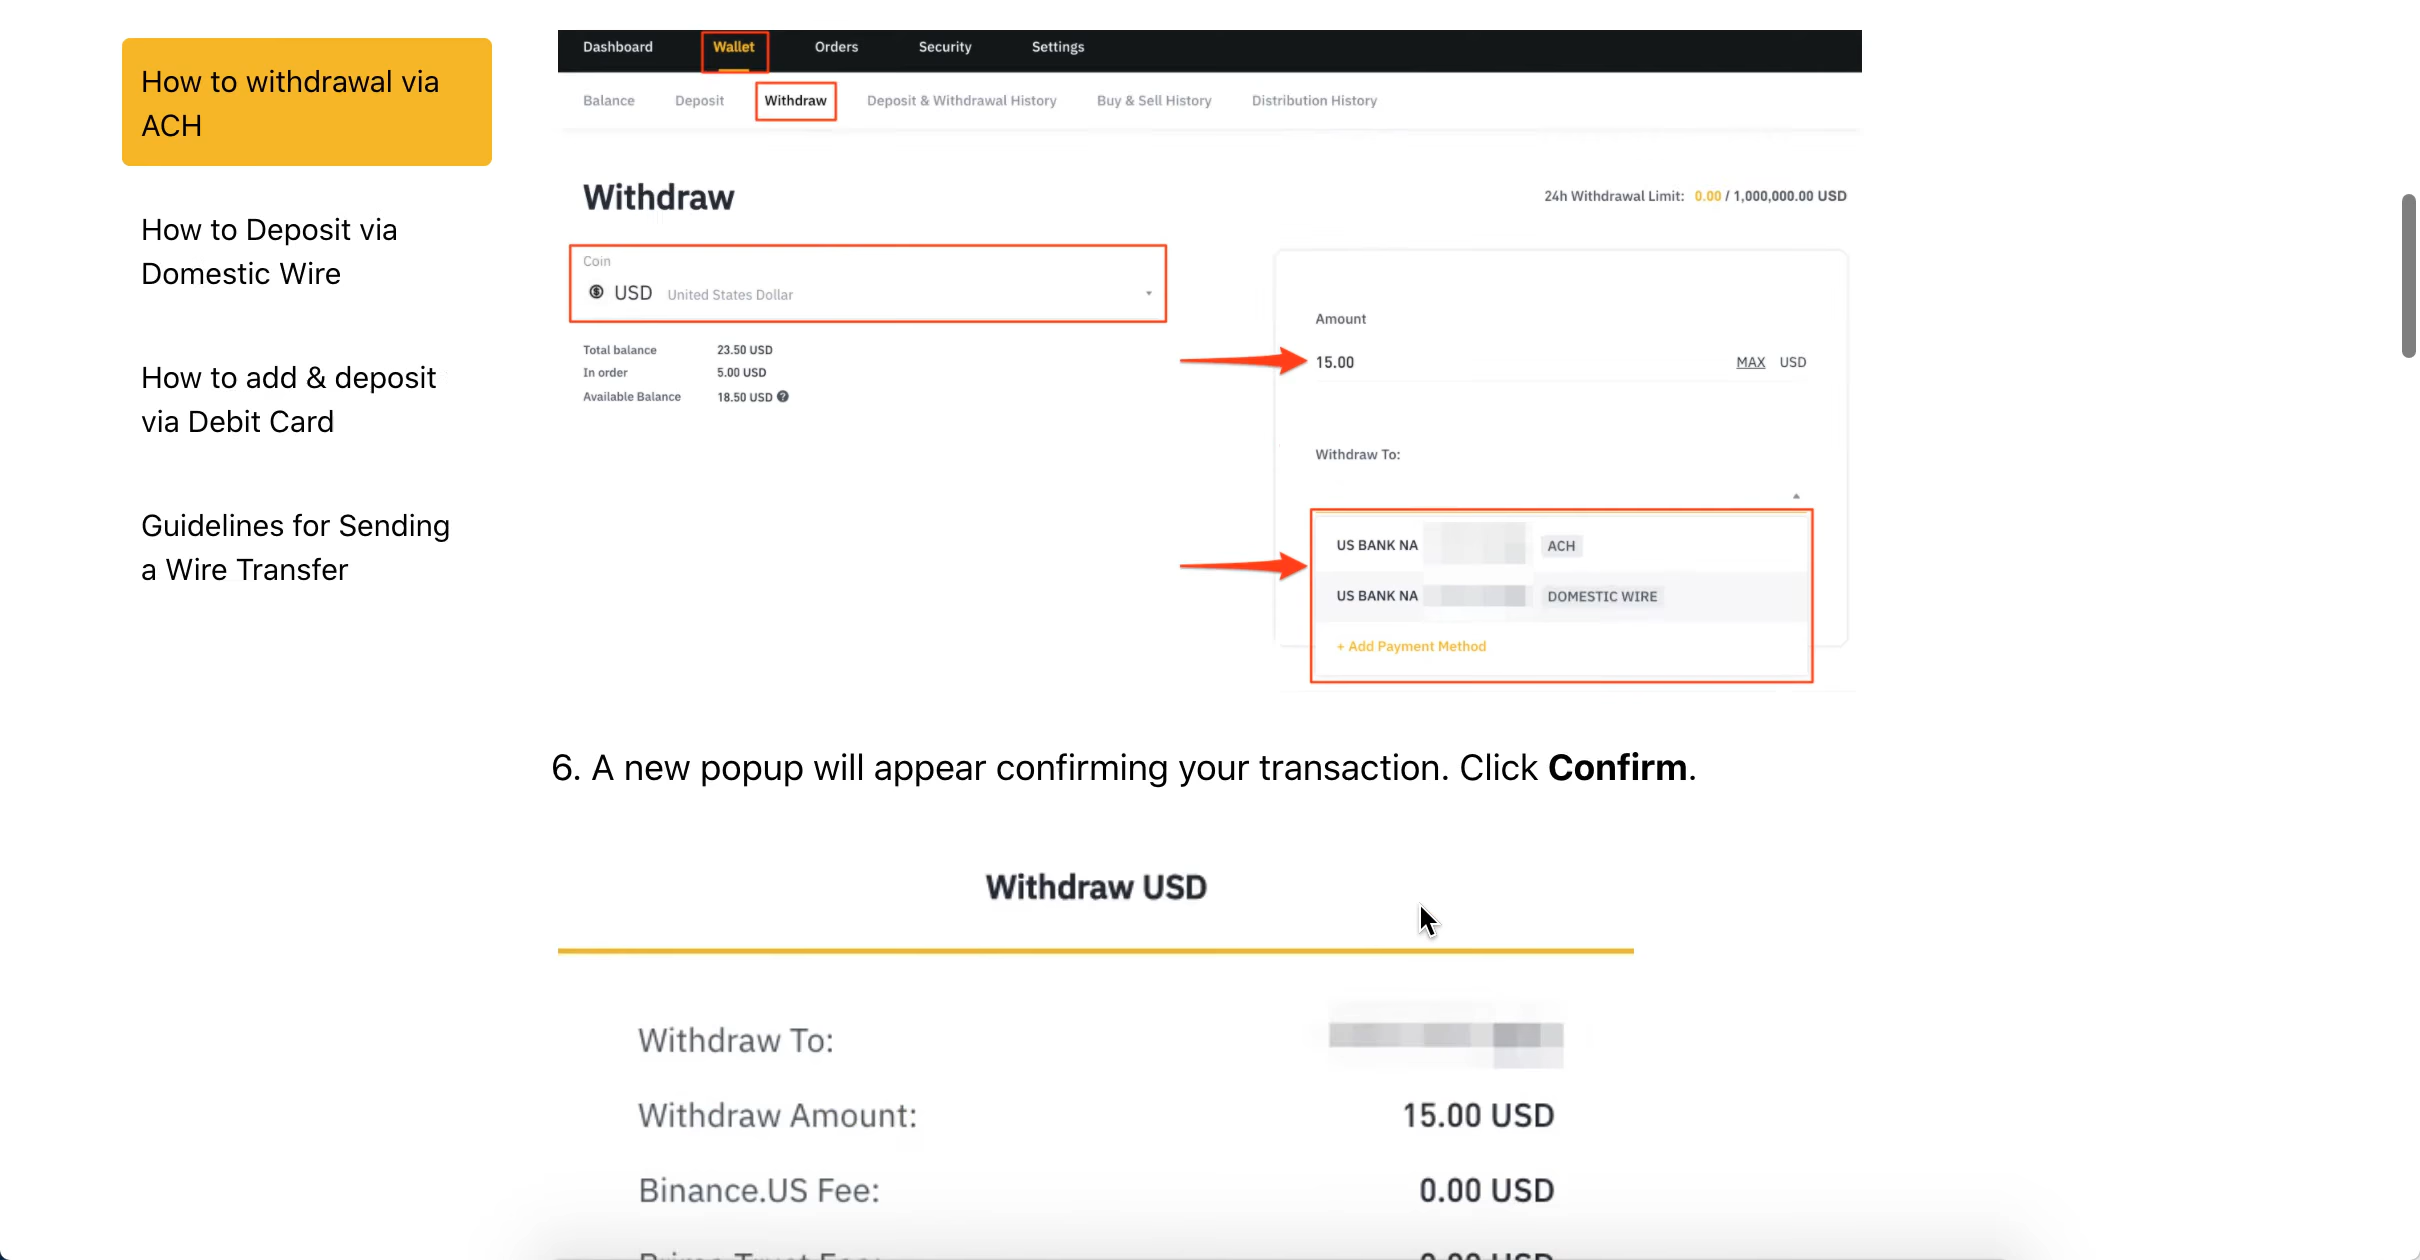 How to withdrawal via
ACH
How to Deposit via
Domestic Wire
How to add & deposit
via Debit Card
Guidelines for Sending
a Wire Transfer
Dashboard Wallet Orders Security Settings
Balance Deposit Withdraw Deposit & Withdrawal History Buy & Sell History Distribution History
Withdraw
24h Withdrawal Limit: 0.00 / 1,000,000.00 USD
Coin
USD United States Dollar
Total balance 23.50 USD
In order 5.00 USD
Available Balance 18.50 USD
Amount
15.00 MAX USD
Withdraw To:
US BANK NA ACH
US BANK NA DOMESTIC WIRE
+ Add Payment Method
6. A new popup will appear confirming your transaction. Click Confirm.
Withdraw USD
Withdraw To:
Withdraw Amount: 15.00 USD
Binance.US Fee: 0.00 USD